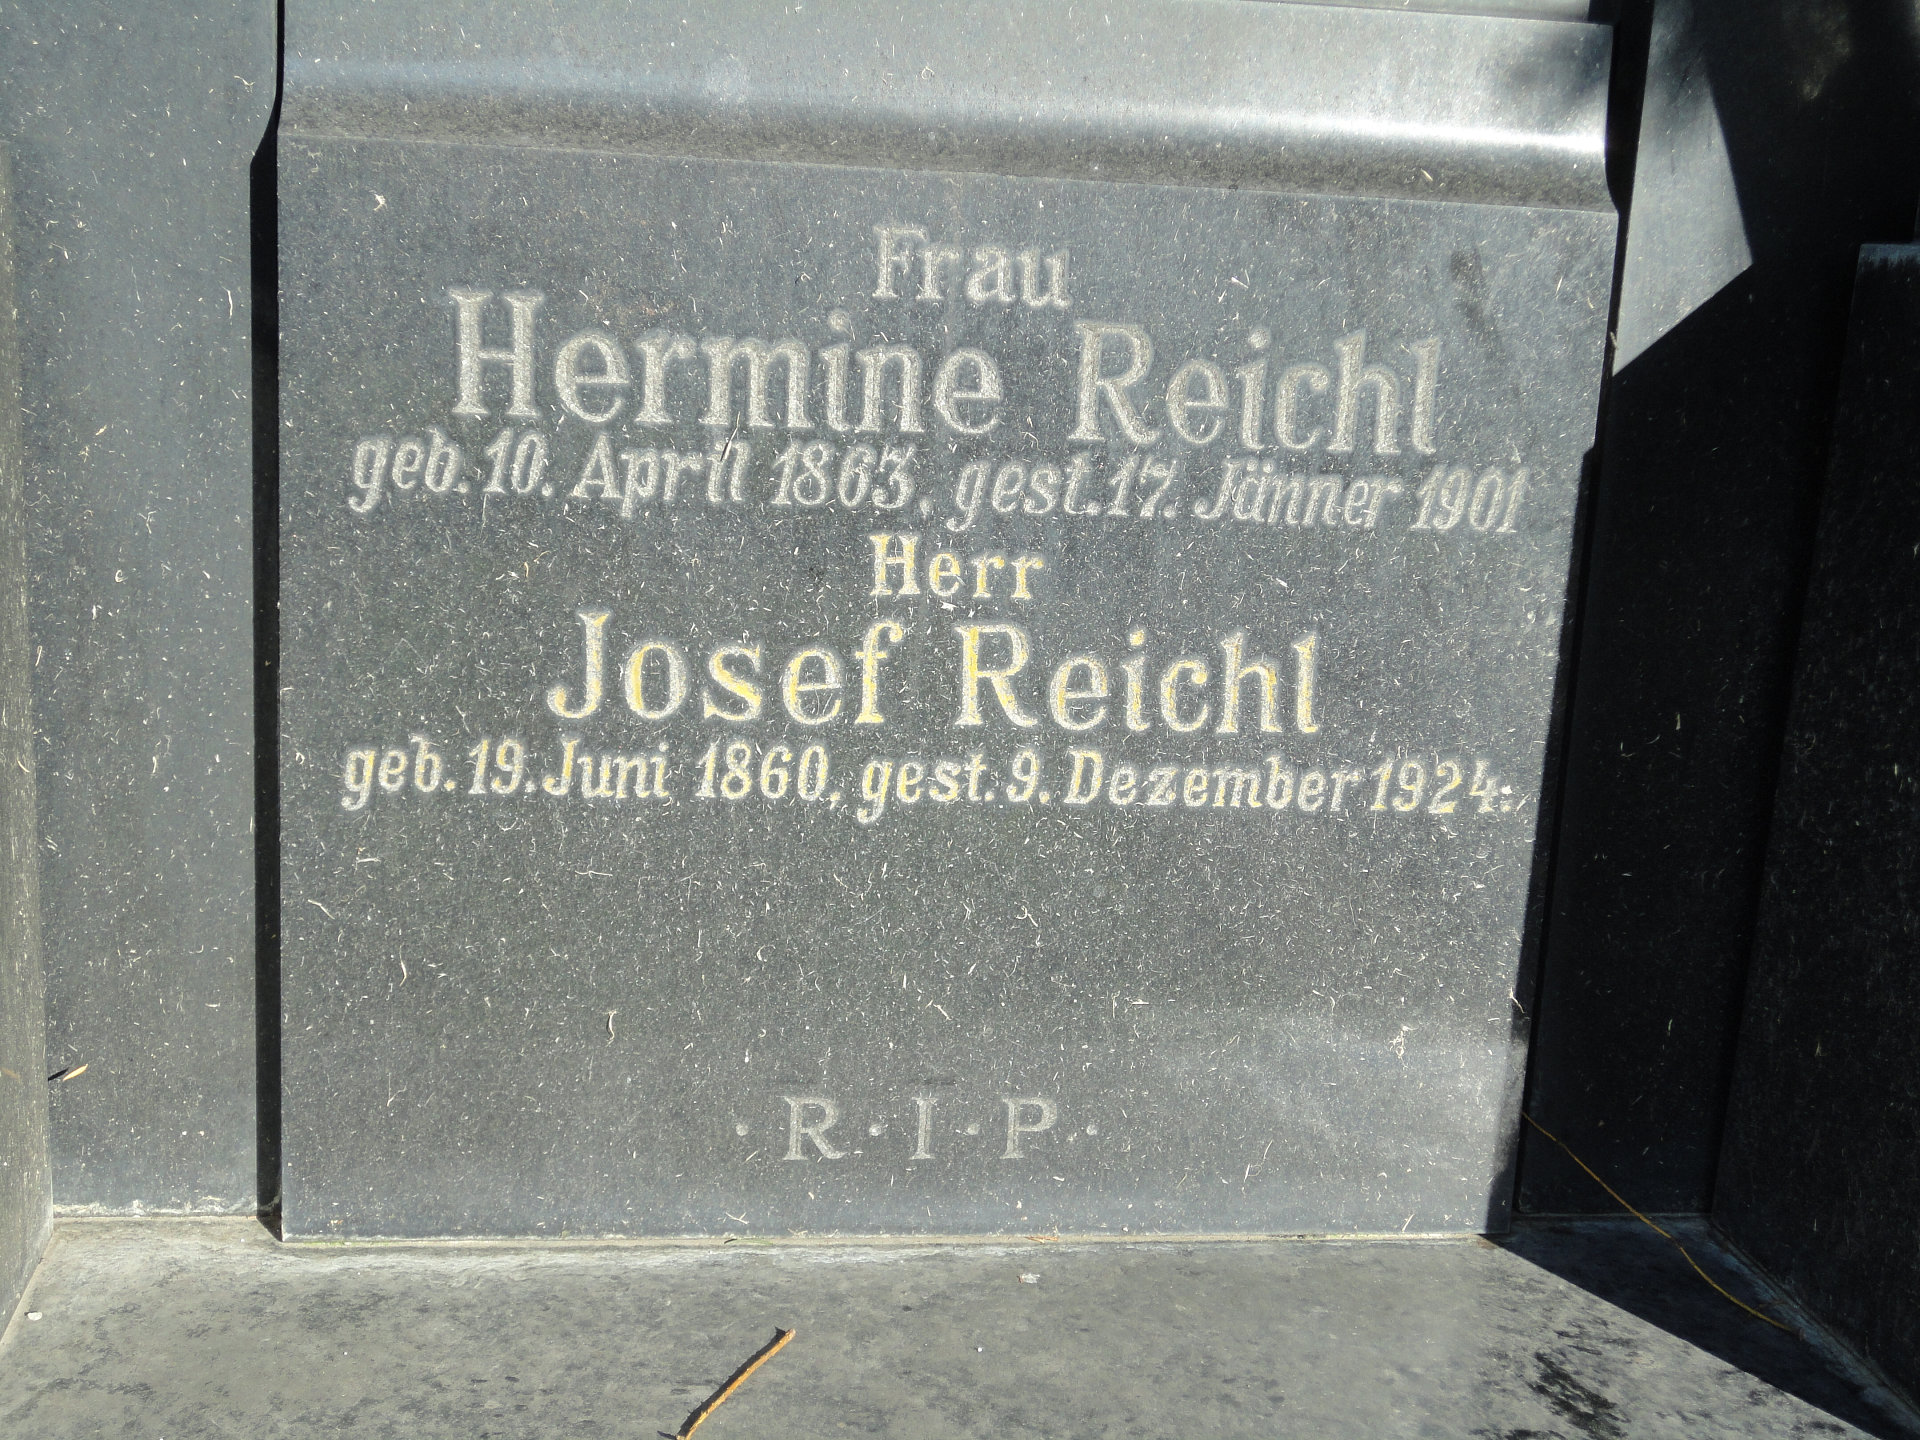 Frau
Hermine Reichl
geb. 10. April 1863, gest. 17. Jänner 1901
Herr
Josef Reichl
geb. 19. Juni 1860, gest. 9. Dezember 1924.
·R·I·P·